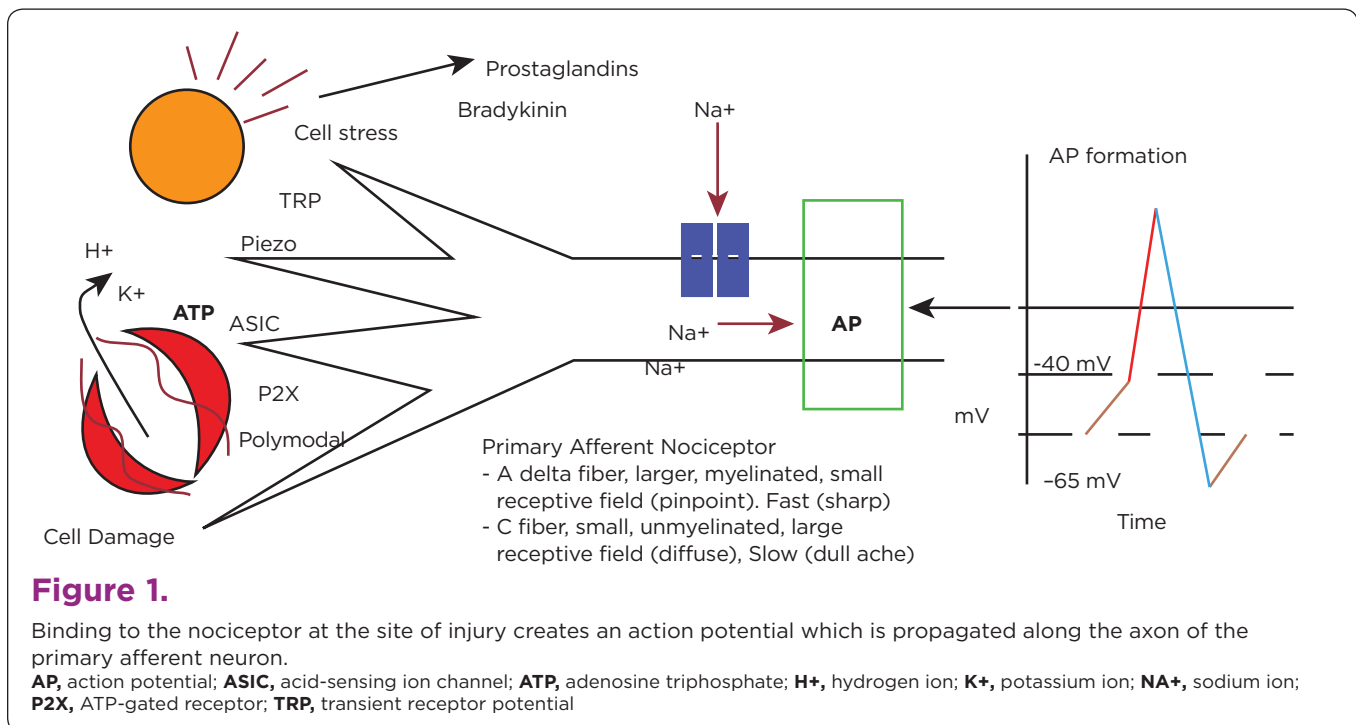 Prostaglandins
Bradykinin
Cell stress
Na+
AP formation
TRP
Piezo
H+
K+
ATP
ASIC
Na+
AP
Na+
-40 mV
P2X
mV
Polymodal
Primary Afferent Nociceptor
- A delta fiber, larger, myelinated, small
receptive field (pinpoint). Fast (sharp)
- C fiber, small, unmyelinated, large
receptive field (diffuse), Slow (dull ache)
-65 mV
Time
Cell Damage
Figure 1.
Binding to the nociceptor at the site of injury creates an action potential which is propagated along the axon of the
primary afferent neuron.
AP, action potential; ASIC, acid-sensing ion channel; ATP, adenosine triphosphate; H+, hydrogen ion; K+, potassium ion; NA+, sodium ion;
P2X, ATP-gated receptor; TRP, transient receptor potential